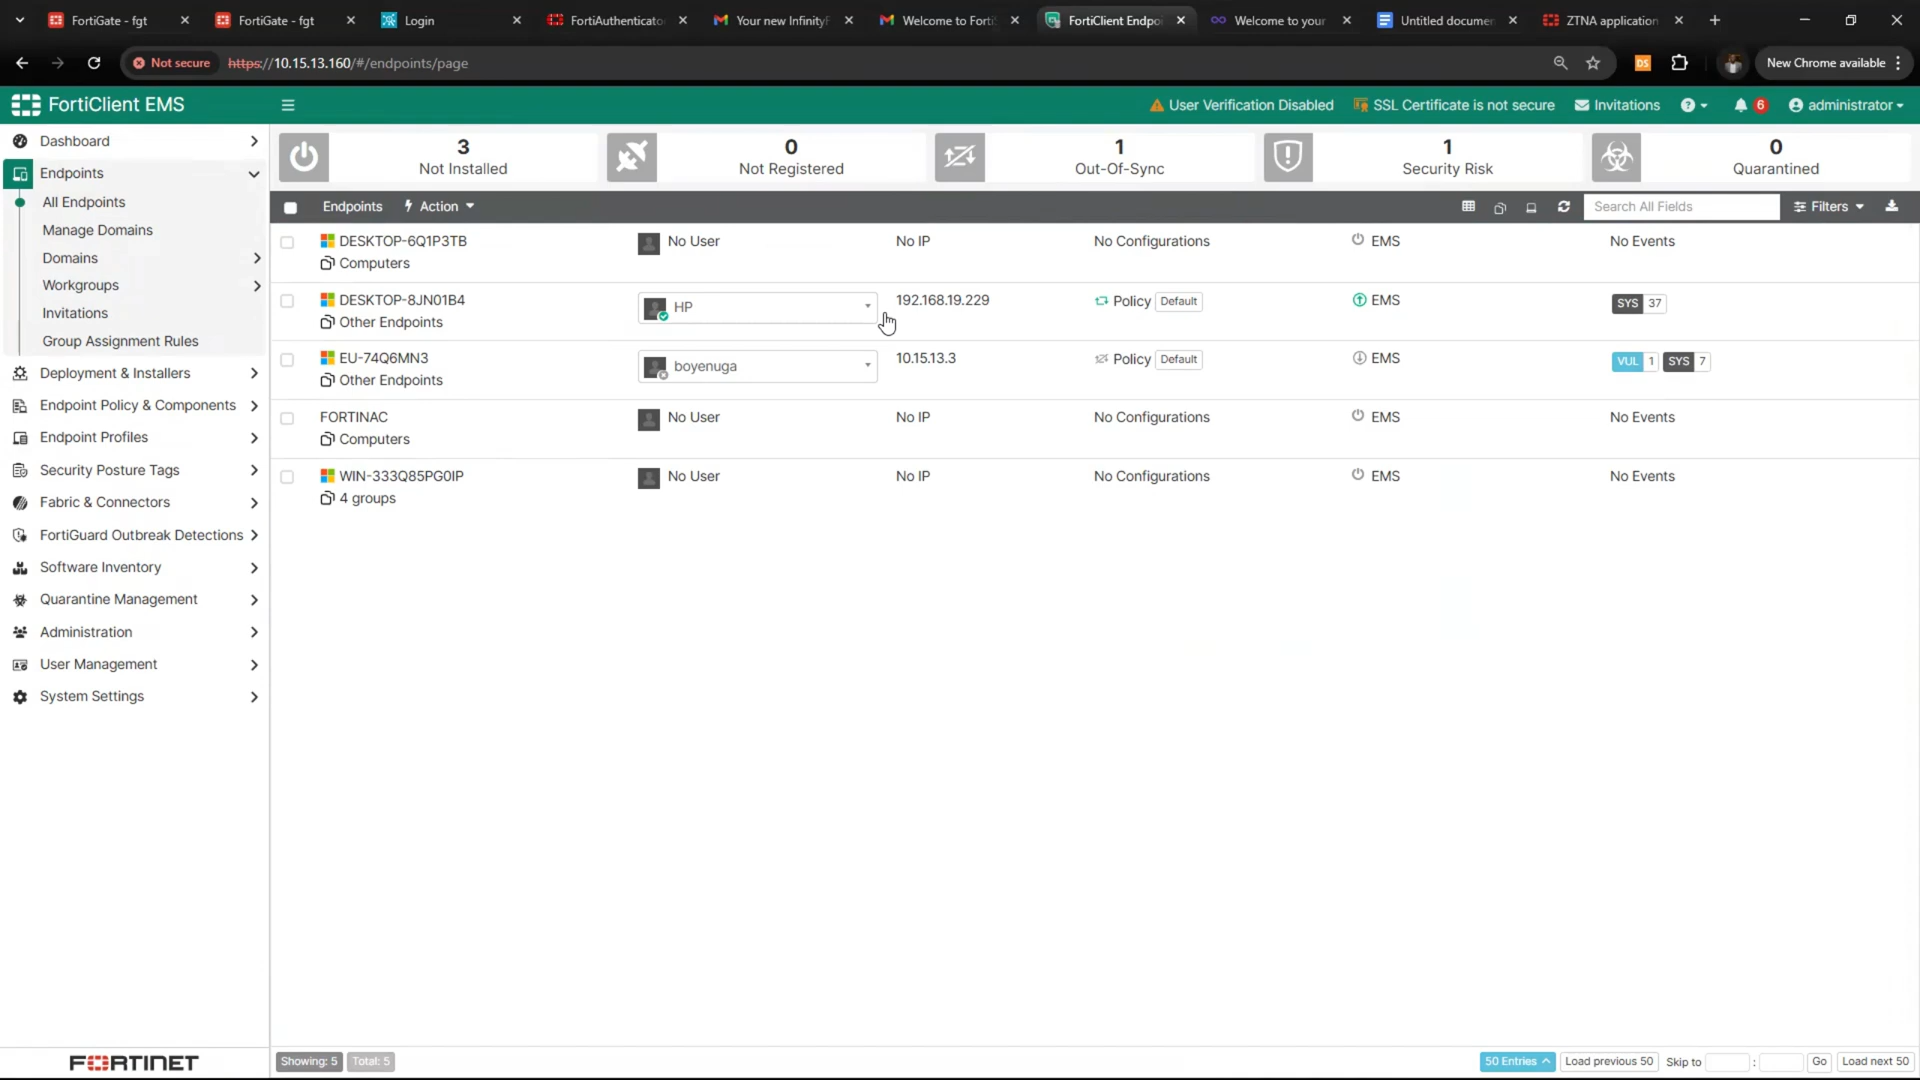 FortiGate - fgt
FortiGate - fgt
Login
FortiAuthenticato
Your new InfinityF
Welcome to Forti
FortiClient Endpo
Welcome to your
Untitled documen
ZTNA application
Not secure
https://10.15.13.160/#/endpoints/page
DS
New Chrome available
FortiClient EMS
User Verification Disabled
SSL Certificate is not secure
Invitations
6
administrator
Dashboard
Endpoints
All Endpoints
Manage Domains
Domains
Workgroups
Invitations
Group Assignment Rules
Deployment & Installers
Endpoint Policy & Components
Endpoint Profiles
Security Posture Tags
Fabric & Connectors
FortiGuard Outbreak Detections
Software Inventory
Quarantine Management
Administration
User Management
System Settings
FORTINET
3
Not Installed
0
Not Registered
1
Out-Of-Sync
1
Security Risk
0
Quarantined
Endpoints
Action
Search All Fields
Filters
DESKTOP-6Q1P3TB
Computers
No User
No IP
No Configurations
EMS
No Events
DESKTOP-8JN01B4
Other Endpoints
HP
192.168.19.229
Policy Default
EMS
SYS 37
EU-74Q6MN3
Other Endpoints
boyenuga
10.15.13.3
Policy Default
EMS
VUL 1 SYS 7
FORTINAC
Computers
No User
No IP
No Configurations
EMS
No Events
WIN-333Q85PG0IP
4 groups
No User
No IP
No Configurations
EMS
No Events
Showing: 5
Total: 5
50 Entries
Load previous 50
Skip to
:
Go
Load next 50